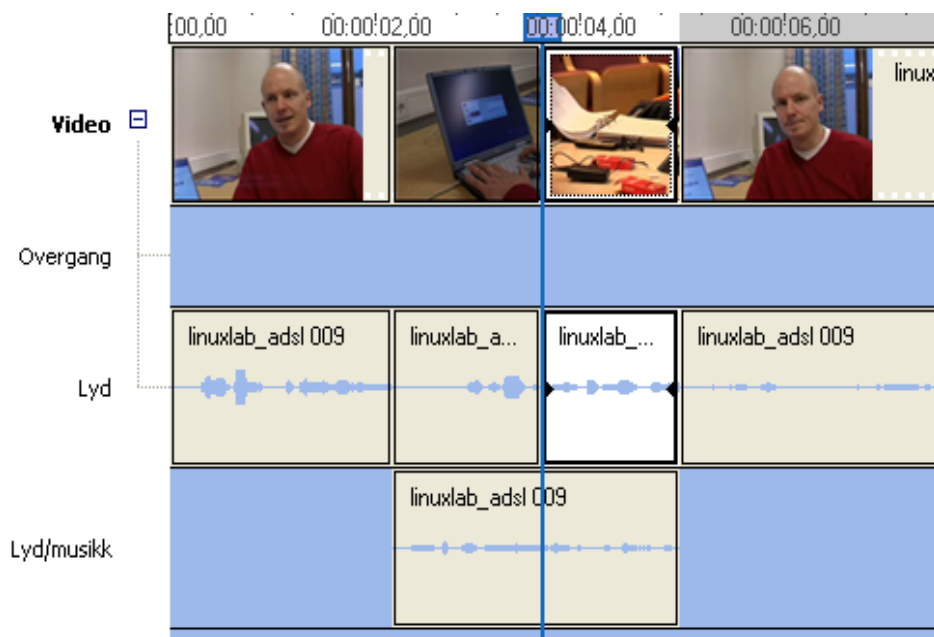 00,00 00:00:02,00 00:00:04,00 00:00:06,00
linux
Video
Overgang
linuxlab_adsl 009 linuxlab_a... linuxlab_... linuxlab_adsl 009
Lyd
linuxlab_adsl 009
Lyd/musikk